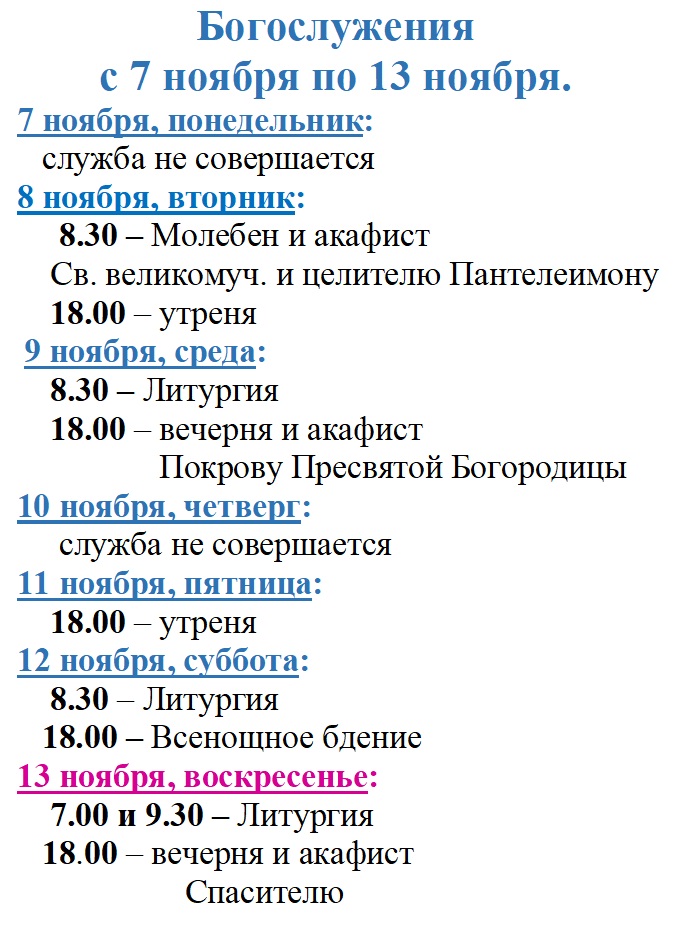 Богослужения
с 7 ноября по 13 ноября.
7 ноября, понедельник:
служба не совершается
8 ноября, вторник:
8.30 – Молебен и акафист
Св. великомуч. и целителю Пантелеимону
18.00 – утреня
9 ноября, среда:
8.30 – Литургия
18.00 – вечерня и акафист
Покрову Пресвятой Богородицы
10 ноября, четверг:
служба не совершается
11 ноября, пятница:
18.00 – утреня
12 ноября, суббота:
8.30 – Литургия
18.00 – Всенощное бдение
13 ноября, воскресенье:
7.00 и 9.30 – Литургия
18.00 – вечерня и акафист
Спасителю